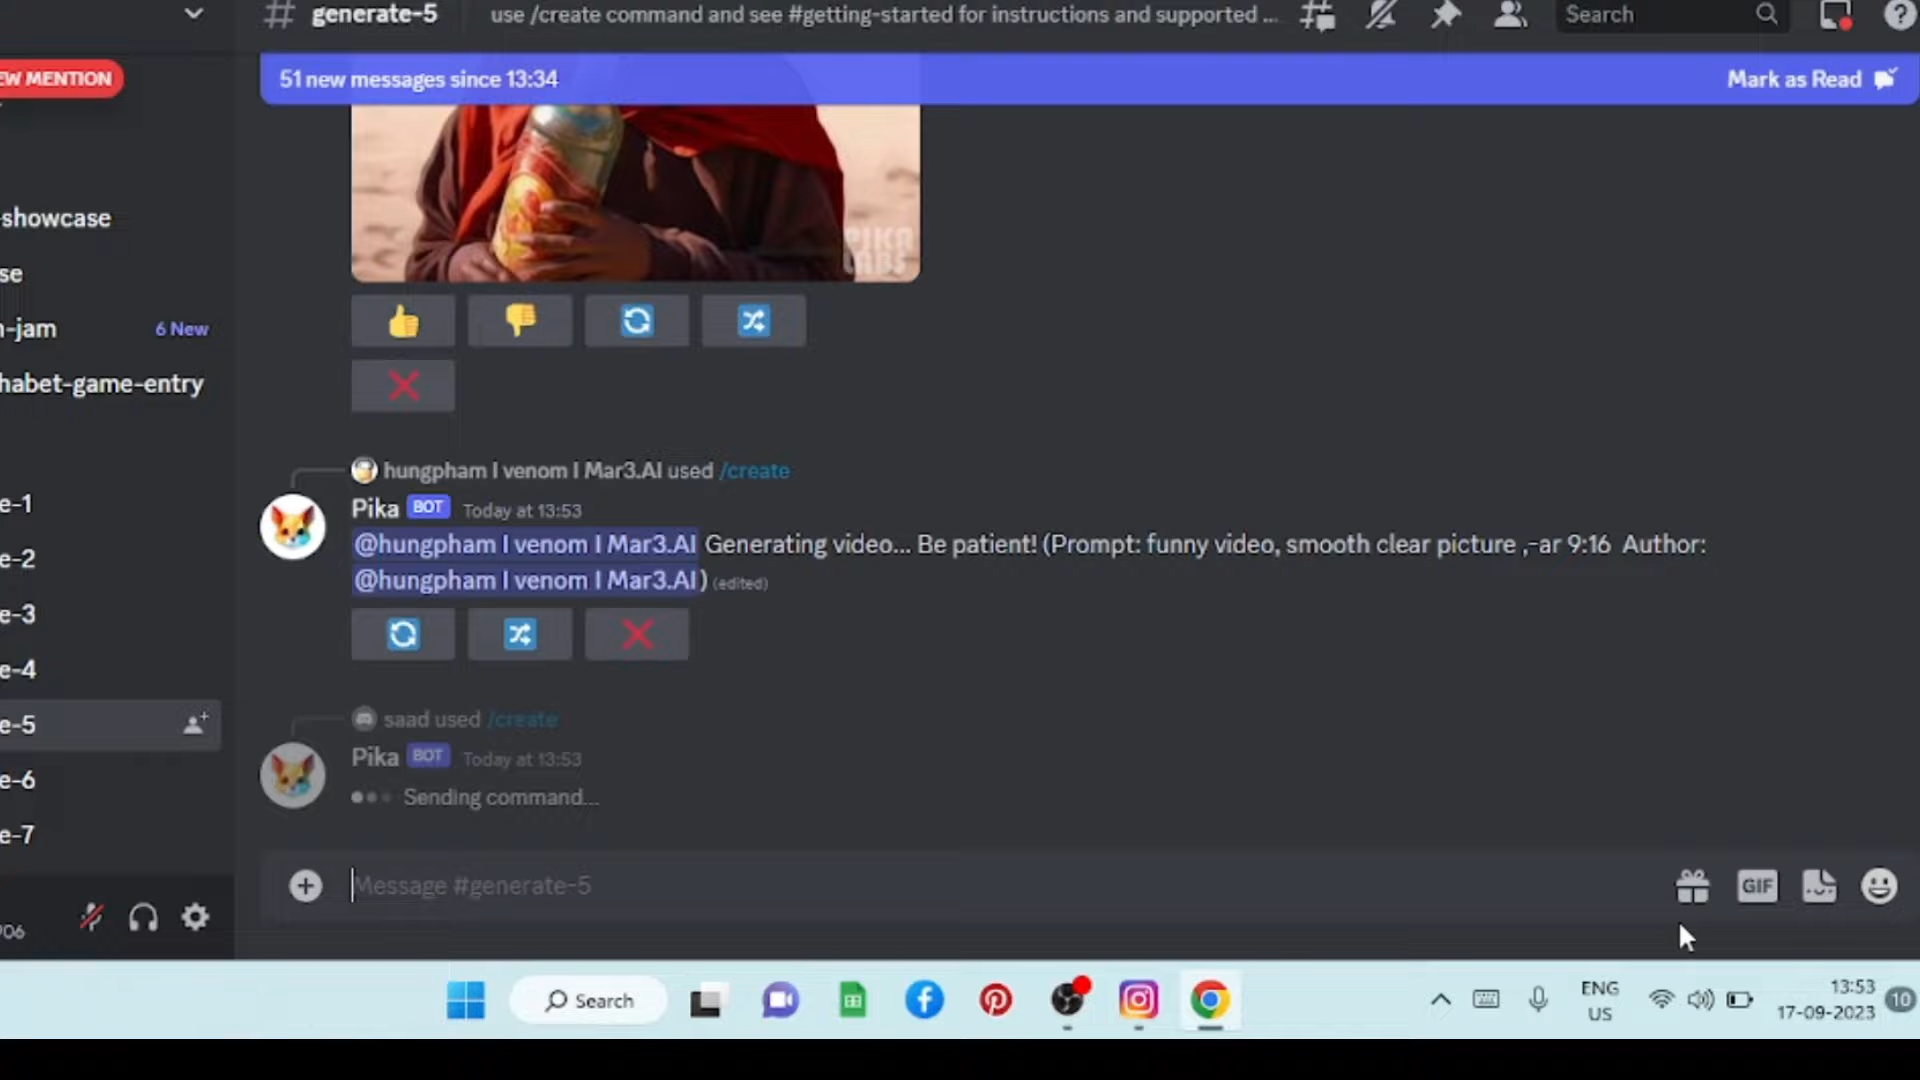 generate-5
use /create command and see #getting-started for instructions and supported ...
Search
EW MENTION
51 new messages since 13:34
Mark as Read
-showcase
se
n-jam
6 New
habet-game-entry
e-1
e-2
e-3
e-4
e-5
e-6
e-7
906
PIKA
LABS
hungpham I venom I Mar3.AI used /create
Pika BOT Today at 13:53
@hungpham I venom I Mar3.AI Generating video... Be patient! (Prompt: funny video, smooth clear picture ,-ar 9:16 Author:
@hungpham I venom I Mar3.AI) (edited)
saad used /create
Pika BOT Today at 13:53
Sending command...
Message #generate-5
GIF
Search
ENG
US
13:53
17-09-2023
10